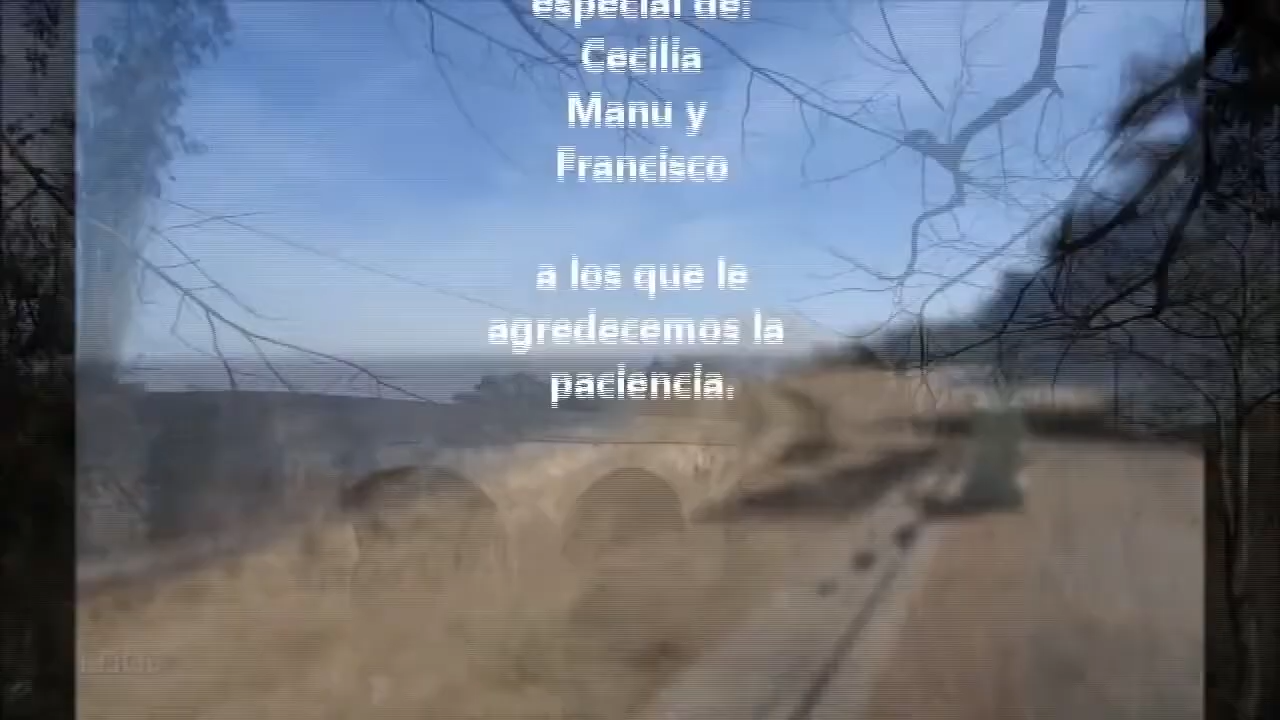 especial de:
Cecilia
Manu y
Francisco
a los que le
agredecemos la
paciencia.